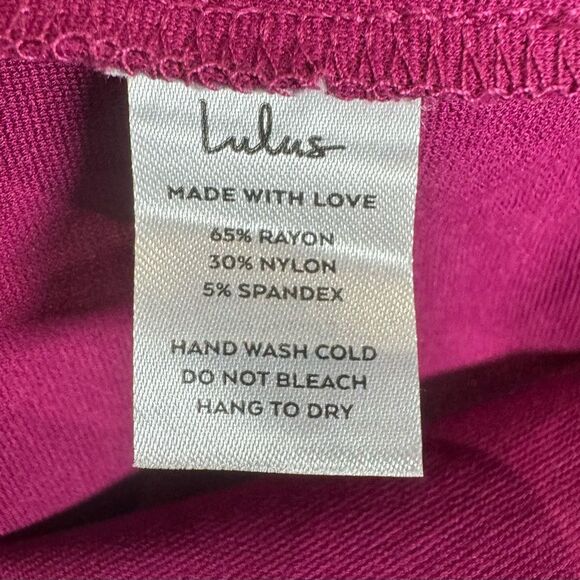 Lulus
MADE WITH LOVE
65% RAYON
30% NYLON
5% SPANDEX
HAND WASH COLD
DO NOT BLEACH
HANG TO DRY